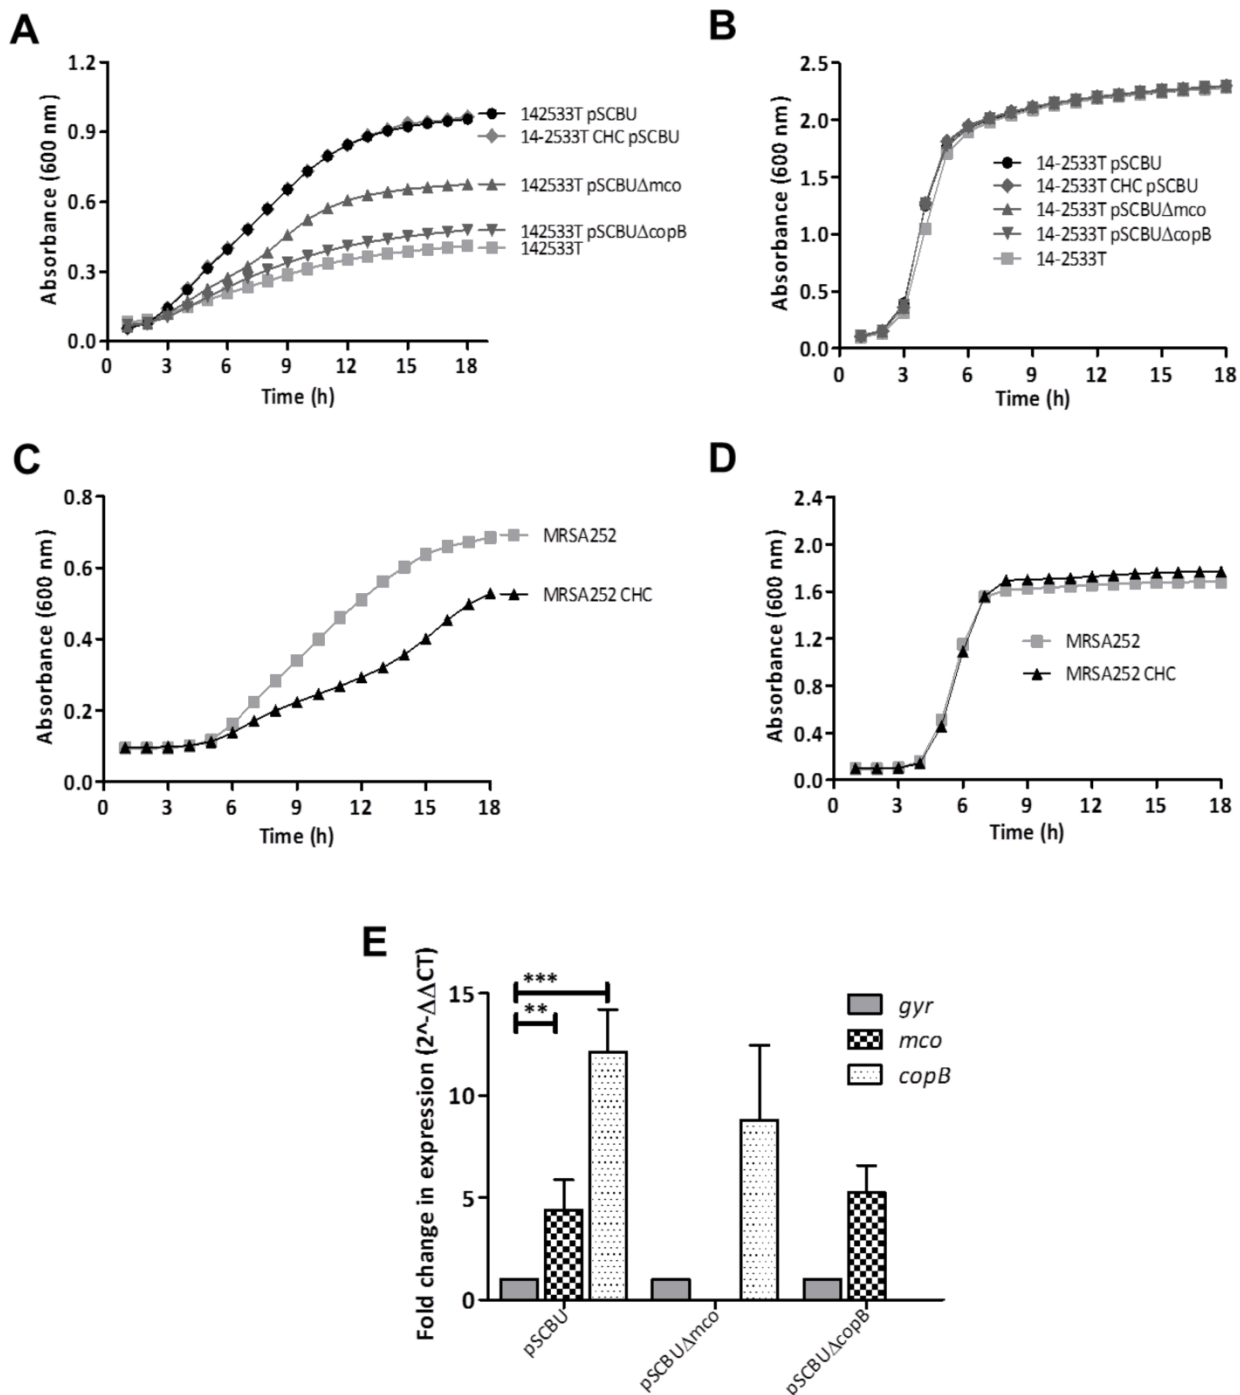 A
Absorbance (600 nm)
1.2
0.9
0.6
0.3
0.0
0 3 6 9 12 15 18
Time (h)
142533T pSCBU
14-2533T CHC pSCBU
142533T pSCBUΔmco
142533T pSCBUΔcopB
142533T
B
Absorbance (600 nm)
2.5
2.0
1.5
1.0
0.5
0.0
0 3 6 9 12 15 18
Time (h)
14-2533T pSCBU
14-2533T CHC pSCBU
14-2533T pSCBUΔmco
14-2533T pSCBUΔcopB
14-2533T
C
Absorbance (600 nm)
0.8
0.6
0.4
0.2
0.0
0 3 6 9 12 15 18
Time (h)
MRSA252
MRSA252 CHC
D
Absorbance (600 nm)
2.4
2.0
1.6
1.2
0.8
0.4
0.0
0 3 6 9 12 15 18
Time (h)
MRSA252
MRSA252 CHC
E
Fold change in expression (2^-ΔΔCT)
15
10
5
0
***
**
gyr
mco
copB
pSCBU
pSCBUΔmco
pSCBUΔcopB